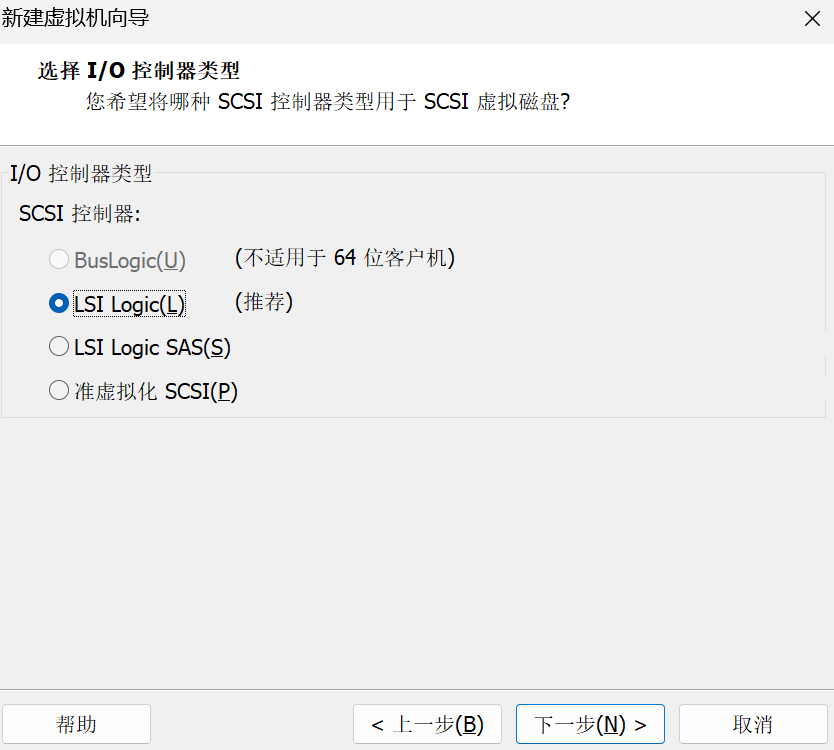 新建虚拟机向导
选择 I/O 控制器类型
您希望将哪种 SCSI 控制器类型用于 SCSI 虚拟磁盘?
I/O 控制器类型
SCSI 控制器:
BusLogic(U) (不适用于 64 位客户机)
LSI Logic(L) (推荐)
LSI Logic SAS(S)
准虚拟化 SCSI(P)
帮助 < 上一步(B) 下一步(N) > 取消